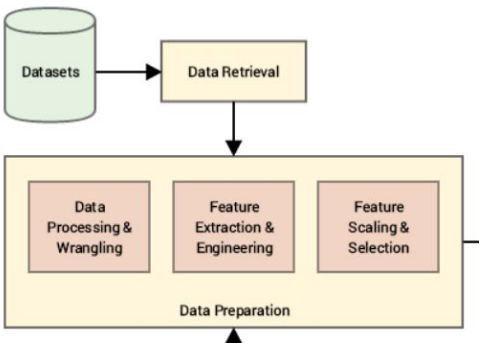 Datasets
Data Retrieval
Data
Processing &
Wrangling
Feature
Extraction &
Engineering
Feature
Scaling &
Selection
Data Preparation